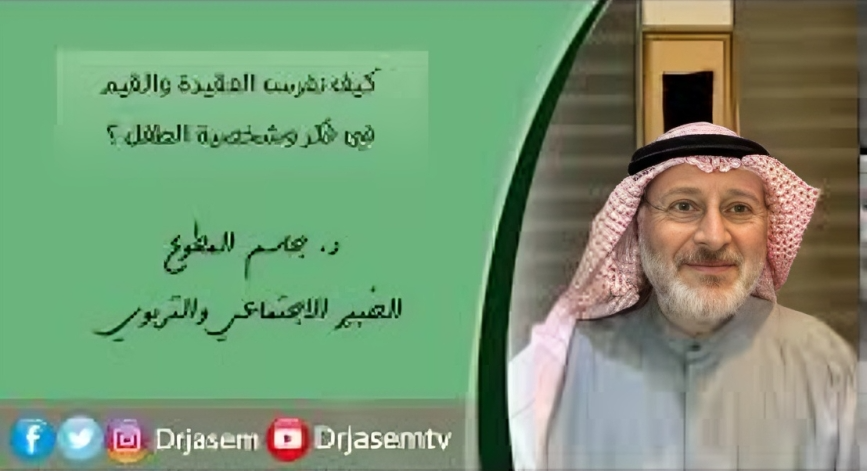 كيف نغرس العقيدة والقيم
في فكر وشخصية الطفل ؟
د. جاسم المطوع
الخبير الاجتماعي والتربوي
Drjasem DrJasemtv